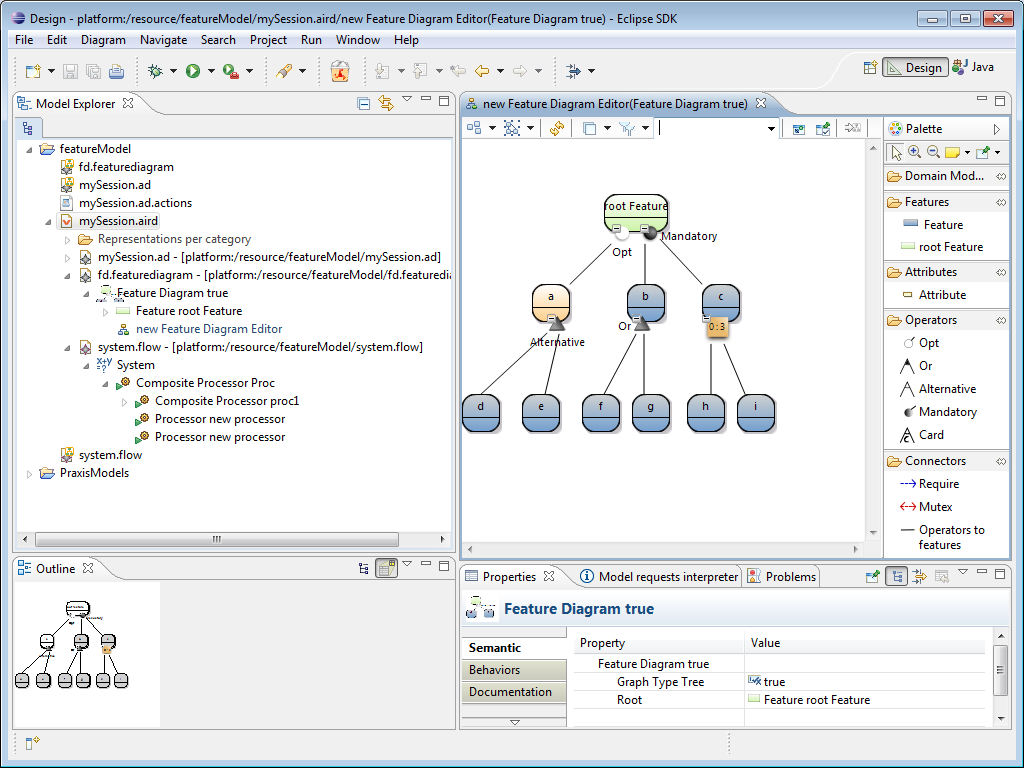 Design - platform:/resource/featureModel/mySession.aird/new Feature Diagram Editor(Feature Diagram true) - Eclipse SDK
File Edit Diagram Navigate Search Project Run Window Help
Design Java
Model Explorer
featureModel
fd.featurediagram
mySession.ad
mySession.ad.actions
mySession.aird
Representations per category
mySession.ad - [platform:/resource/featureModel/mySession.ad]
fd.featurediagram - [platform:/resource/featureModel/fd.featuredi
Feature Diagram true
Feature root Feature
new Feature Diagram Editor
system.flow - [platform:/resource/featureModel/system.flow]
System
Composite Processor Proc
Composite Processor proc1
Processor new processor
Processor new processor
system.flow
PraxisModels
new Feature Diagram Editor(Feature Diagram true)
root Feature
Mandatory
Opt
a b c
Or 0:3
Alternative
d e f g h i
Palette
Domain Mod...
Features
Feature
root Feature
Attributes
Attribute
Operators
Opt
Or
Alternative
Mandatory
Card
Connectors
Require
Mutex
Operators to
features
Outline
Properties Model requests interpreter Problems
Feature Diagram true
Semantic
Behaviors
Documentation
Property Value
Feature Diagram true
Graph Type Tree true
Root Feature root Feature